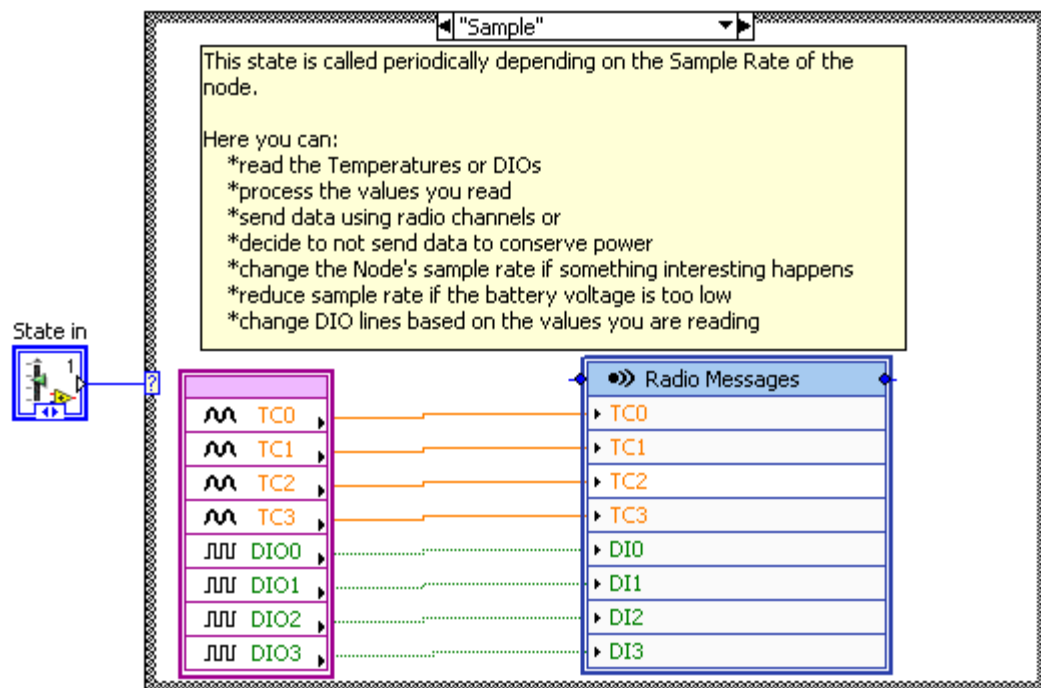 "Sample"
This state is called periodically depending on the Sample Rate of the
node.
Here you can:
*read the Temperatures or DIOs
*process the values you read
*send data using radio channels or
*decide to not send data to conserve power
*change the Node's sample rate if something interesting happens
*reduce sample rate if the battery voltage is too low
*change DIO lines based on the values you are reading
State in
1
?
TC0
TC1
TC2
TC3
DIO0
DIO1
DIO2
DIO3
Radio Messages
TC0
TC1
TC2
TC3
DI0
DI1
DI2
DI3